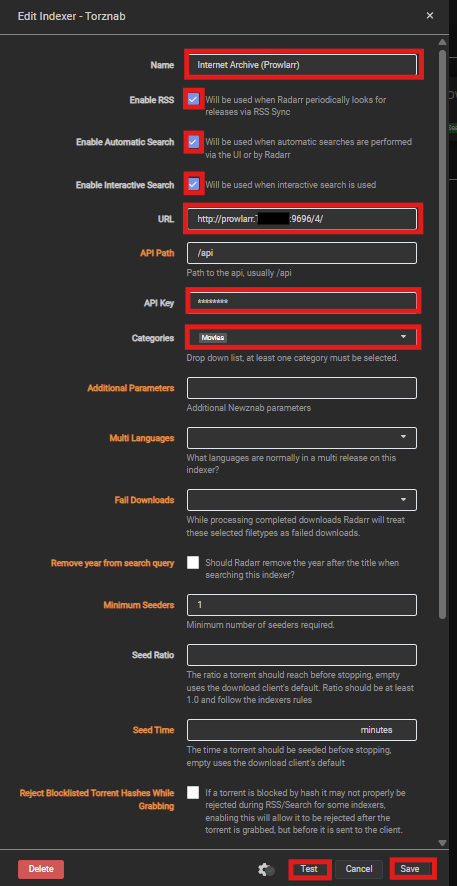 Edit Indexer - Torznab
×
Name
Internet Archive (Prowlarr)
Enable RSS
Will be used when Radarr periodically looks for
releases via RSS Sync
Enable Automatic Search
Will be used when automatic searches are performed
via the UI or by Radarr
Enable Interactive Search
Will be used when interactive search is used
URL
http://prowlarr. :9696/4/
API Path
/api
Path to the api, usually /api
API Key
********
Categories
Movies
Drop down list, at least one category must be selected.
Additional Parameters
Additional Newznab parameters
Multi Languages
What languages are normally in a multi release on this
indexer?
Fail Downloads
While processing completed downloads Radarr will treat
these selected filetypes as failed downloads.
Remove year from search query
Should Radarr remove the year after the title when
searching this indexer?
Minimum Seeders
1
Minimum number of seeders required.
Seed Ratio
The ratio a torrent should reach before stopping, empty
uses the download client's default. Ratio should be at least
1.0 and follow the indexers rules
Seed Time
minutes
The time a torrent should be seeded before stopping,
empty uses the download client's default
Reject Blocklisted Torrent Hashes While
Grabbing
If a torrent is blocked by hash it may not properly be
rejected during RSS/Search for some indexers,
enabling this will allow it to be rejected after the
torrent is grabbed, but before it is sent to the client.
Delete
Test
Cancel
Save